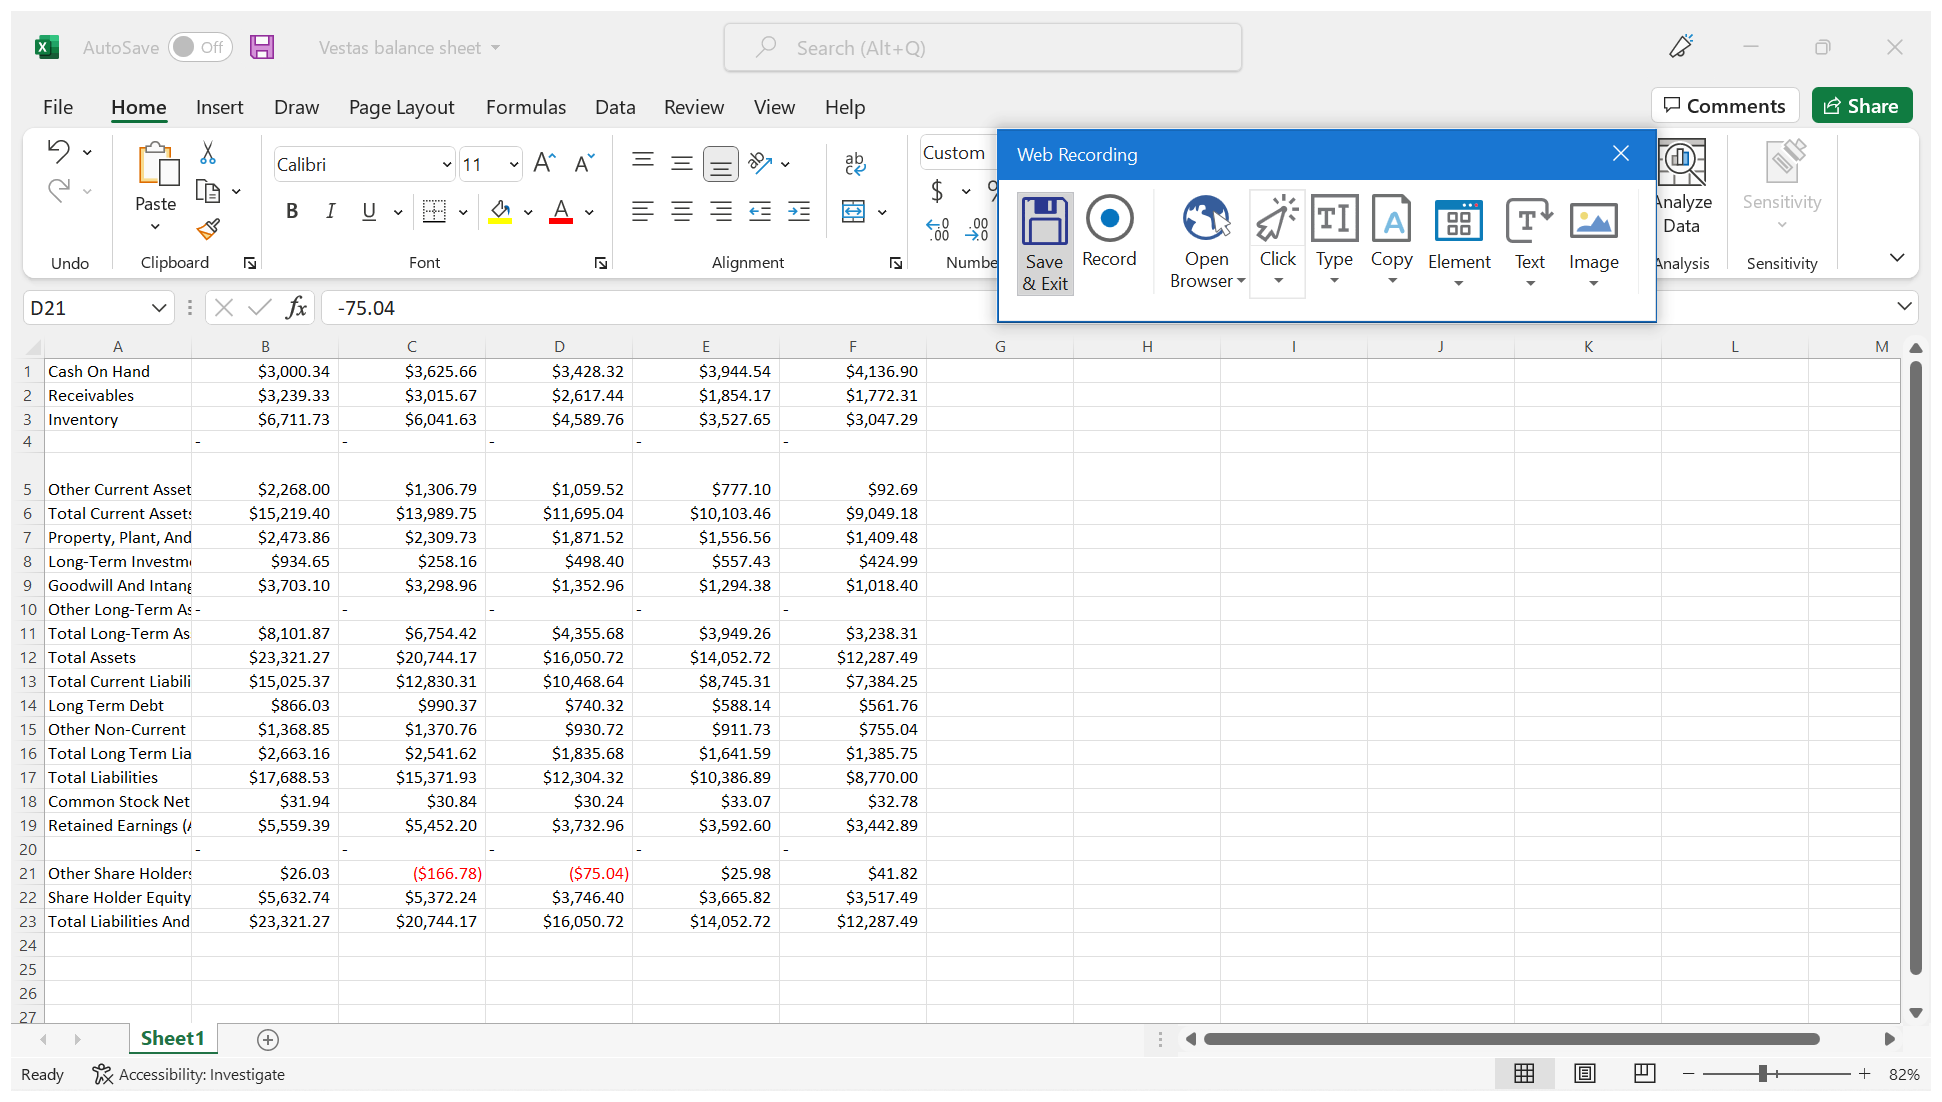 AutoSave Off Vestas balance sheet Search (Alt+Q)
File Home Insert Draw Page Layout Formulas Data Review View Help Comments Share
Undo
Paste
Clipboard
Calibri 11
B I U A
Font
ab
Alignment
Custom
$
.00
.00
Web Recording
Save & Exit
Record
Open Browser
Click
Type
Copy
Element
Text
Image
Data
Sensitivity
Sensitivity
D21 fx -75.04
A B C D E F G H I J K L M
1 Cash On Hand $3,000.34 $3,625.66 $3,428.32 $3,944.54 $4,136.90
2 Receivables $3,239.33 $3,015.67 $2,617.44 $1,854.17 $1,772.31
3 Inventory $6,711.73 $6,041.63 $4,589.76 $3,527.65 $3,047.29
4 - - - - -
5 Other Current Asset $2,268.00 $1,306.79 $1,059.52 $777.10 $92.69
6 Total Current Assets $15,219.40 $13,989.75 $11,695.04 $10,103.46 $9,049.18
7 Property, Plant, And $2,473.86 $2,309.73 $1,871.52 $1,556.56 $1,409.48
8 Long-Term Investm $934.65 $258.16 $498.40 $557.43 $424.99
9 Goodwill And Intang $3,703.10 $3,298.96 $1,352.96 $1,294.38 $1,018.40
10 Other Long-Term As - - - - -
11 Total Long-Term As $8,101.87 $6,754.42 $4,355.68 $3,949.26 $3,238.31
12 Total Assets $23,321.27 $20,744.17 $16,050.72 $14,052.72 $12,287.49
13 Total Current Liabili $15,025.37 $12,830.31 $10,468.64 $8,745.31 $7,384.25
14 Long Term Debt $866.03 $990.37 $740.32 $588.14 $561.76
15 Other Non-Current $1,368.85 $1,370.76 $930.72 $911.73 $755.04
16 Total Long Term Lia $2,663.16 $2,541.62 $1,835.68 $1,641.59 $1,385.75
17 Total Liabilities $17,688.53 $15,371.93 $12,304.32 $10,386.89 $8,770.00
18 Common Stock Net $31.94 $30.84 $30.24 $33.07 $32.78
19 Retained Earnings (A $5,559.39 $5,452.20 $3,732.96 $3,592.60 $3,442.89
20 - - - - -
21 Other Share Holders $26.03 ($166.78) ($75.04) $25.98 $41.82
22 Share Holder Equity $5,632.74 $5,372.24 $3,746.40 $3,665.82 $3,517.49
23 Total Liabilities And $23,321.27 $20,744.17 $16,050.72 $14,052.72 $12,287.49
24
25
26
27
Sheet1
Ready Accessibility: Investigate 82%